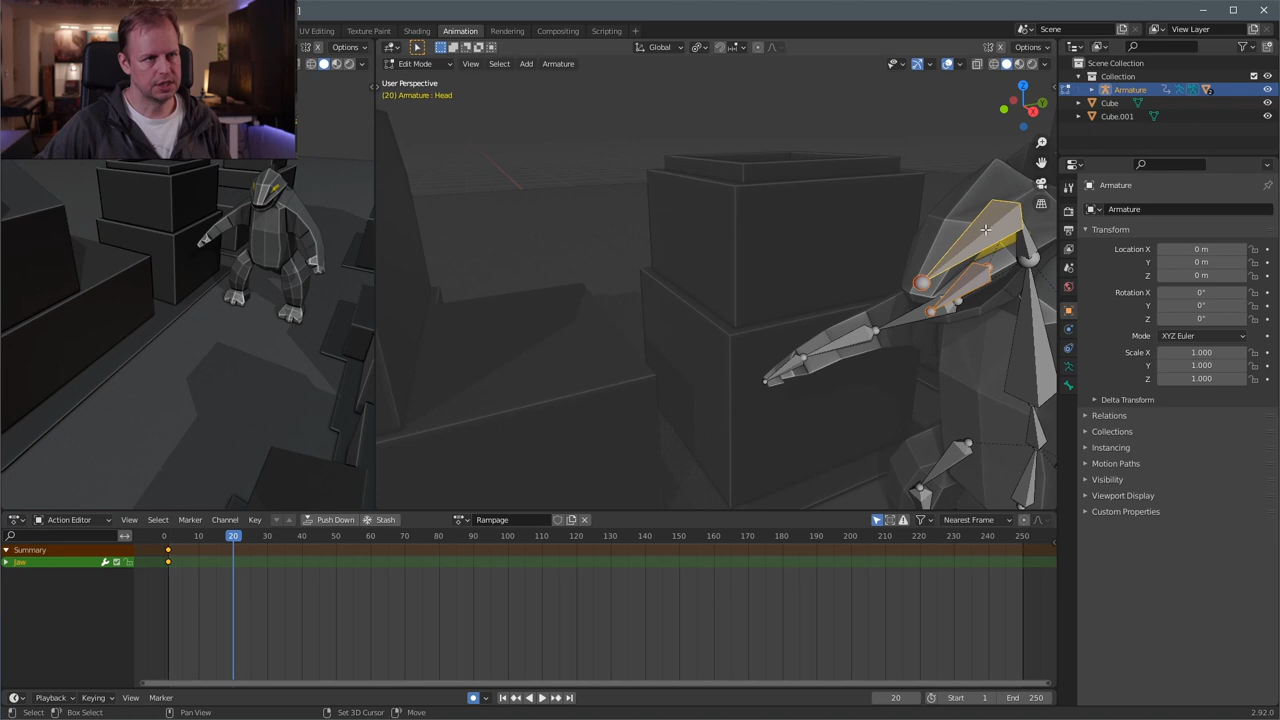 ]
UV Editing Texture Paint Shading Animation Rendering Compositing Scripting +
Scene View Layer
Options Global Options
Edit Mode View Select Add Armature
User Perspective
(20) Armature : Head
Z
Y
X
Scene Collection
Collection
Armature
Cube
Cube.001
Armature
Armature
Transform
Location X 0 m
Y 0 m
Z 0 m
Rotation X 0°
Y 0°
Z 0°
Mode XYZ Euler
Scale X 1.000
Y 1.000
Z 1.000
Delta Transform
Relations
Collections
Instancing
Motion Paths
Visibility
Viewport Display
Custom Properties
Action Editor View Select Marker Channel Key Push Down Stash Rampage Nearest Frame
0 10 20 30 40 50 60 70 80 90 100 110 120 130 140 150 160 170 180 190 200 210 220 230 240 250
Summary
Jaw
Playback Keying View Marker 20 Start 1 End 250
Select Box Select Pan View Set 3D Cursor Move 2.92.0